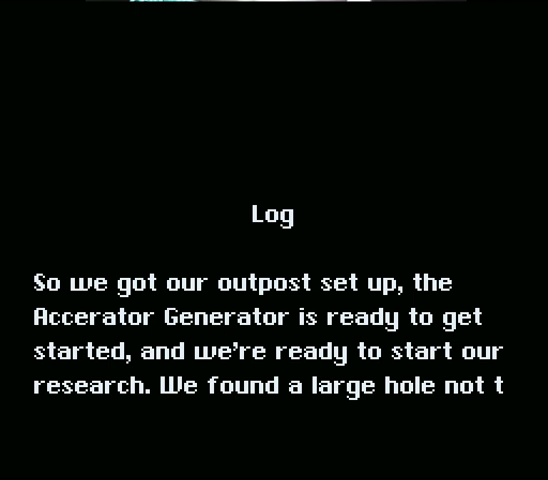 Log
So we got our outpost set up, the
Accerator Generator is ready to get
started, and we're ready to start our
research. We found a large hole not t